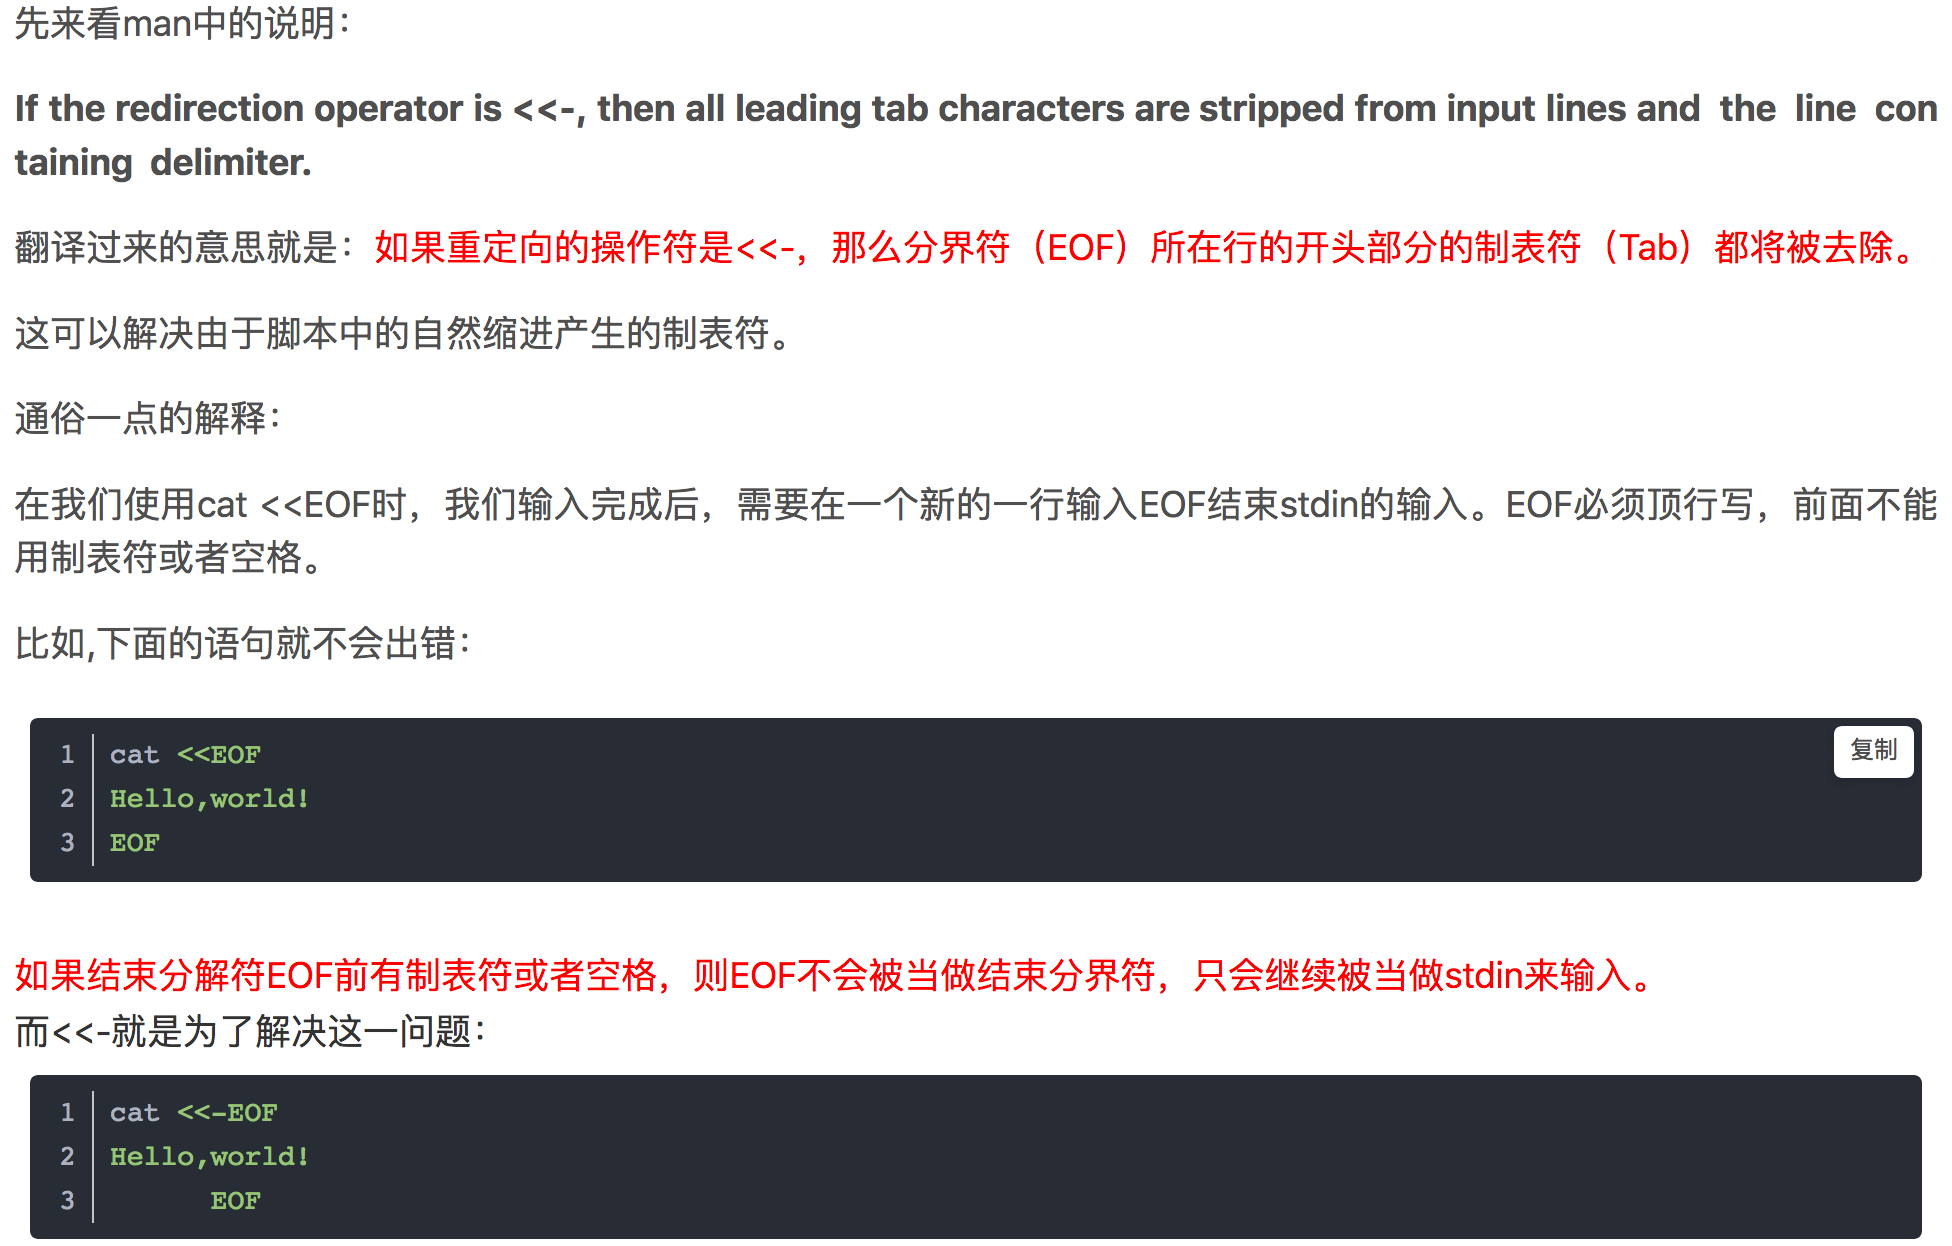 先来看man中的说明：
If the redirection operator is <<-, then all leading tab characters are stripped from input lines and  the  line  con
taining  delimiter.
翻译过来的意思就是：如果重定向的操作符是<<-，那么分界符（EOF）所在行的开头部分的制表符（Tab）都将被去除。
这可以解决由于脚本中的自然缩进产生的制表符。
通俗一点的解释：
在我们使用cat <<EOF时，我们输入完成后，需要在一个新的一行输入EOF结束stdin的输入。EOF必须顶行写，前面不能
用制表符或者空格。
比如,下面的语句就不会出错：
1 cat <<EOF
复制
2 Hello,world!
3 EOF
如果结束分解符EOF前有制表符或者空格，则EOF不会被当做结束分界符，只会继续被当做stdin来输入。
而<<-就是为了解决这一问题：
1 cat <<-EOF
2 Hello,world!
3       EOF